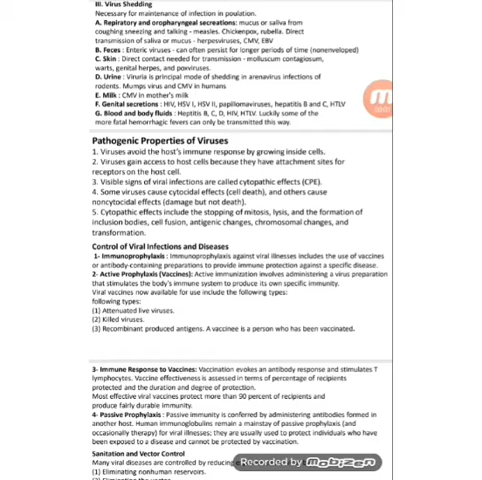 III. Virus Shedding
Necessary for maintenance of infection in poulation.
A, Repiratory and oropharyngeal secreations: mucus or saliva from
coughing sneezing and talking - measles. Chickenpox, rubella. Direct
transmission of saliva or mucus - herpesviruses, CMV, EBV
B. Feces : Enteric viruses - can often persist for longer periods of time (nonenveloped)
C. Skin : Direct contact needed for transmission - molluscum contagiosum,
warts, genital herpes, and poxviruses.
D. Urine : Viruria is principal mode of shedding in arenavirus infections of
rodents. Mumps virus and CMV in humans
E. Milk : CMV in mother's milk
F. Genital secretions : HIV, HSV I, HSV II, papillomaviruses, hepatitis B and C, HTLV
G. Blood and body fluids : Heptitis B, C, D, HIV, HTLV. Luckily some of the
more fatal hemorrhagic fevers can only be transmitted this way.
Pathogenic Properties of Viruses
1. Viruses avoid the host's immune response by growing inside cells.
2. Viruses gain access to host cells because they have attachment sites for
receptors on the host cell.
3. Visible signs of viral infections are called cytopathic effects (CPE).
4. Some viruses cause cytocidal effects (cell death), and others cause
noncytocidal effects (damage but not death).
5. Cytopathic effects include the stopping of mitosis, lysis, and the formation of
inclusion bodies, cell fusion, antigenic changes, chromosomal changes, and
transformation.
Control of Viral Infections and Diseases
1- Immunoprophylaxis : Immunoprophylaxis against viral illnesses includes the use of vaccines
or antibody-containing preparations to provide immune protection against a specific disease.
2- Active Prophylaxis (Vaccines): Active immunization involves administering a virus preparation
that stimulates the body's immune system to produce its own specific immunity.
Viral vaccines now available for use include the following types:
following types:
(1) Attenuated live viruses.
(2) Killed viruses.
(3) Recombinant produced antigens. A vaccinee is a person who has been vaccinated.
3- Immune Response to Vaccines: Vaccination evokes an antibody response and stimulates T
lymphocytes. Vaccine effectiveness is assessed in terms of percentage of recipients
protected and the duration and degree of protection.
Most effective viral vaccines protect more than 90 percent of recipients and
produce fairly durable immunity.
4- Passive Prophylaxis : Passive immunity is conferred by administering antibodies formed in
another host. Human immunoglobulins remain a mainstay of passive prophylaxis (and
occasionally therapy) for viral illnesses; they are usually used to protect individuals who have
been exposed to a disease and cannot be protected by vaccination.
Sanitation and Vector Control
Many viral diseases are controlled by reducing
Recorded by mobizen
(1) Eliminating nonhuman reservoirs.